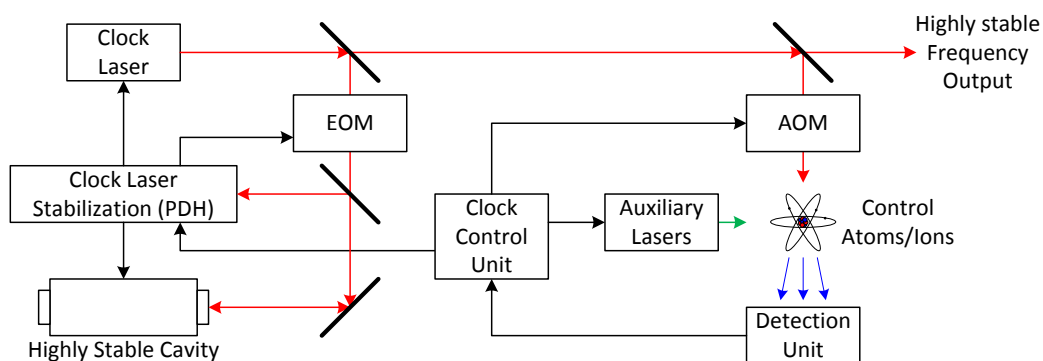 Clock
Laser
Highly stable
Frequency
Output
EOM
AOM
Clock Laser
Stabilization (PDH)
Clock
Control
Unit
Auxiliary
Lasers
Control
Atoms/Ions
Detection
Unit
Highly Stable Cavity